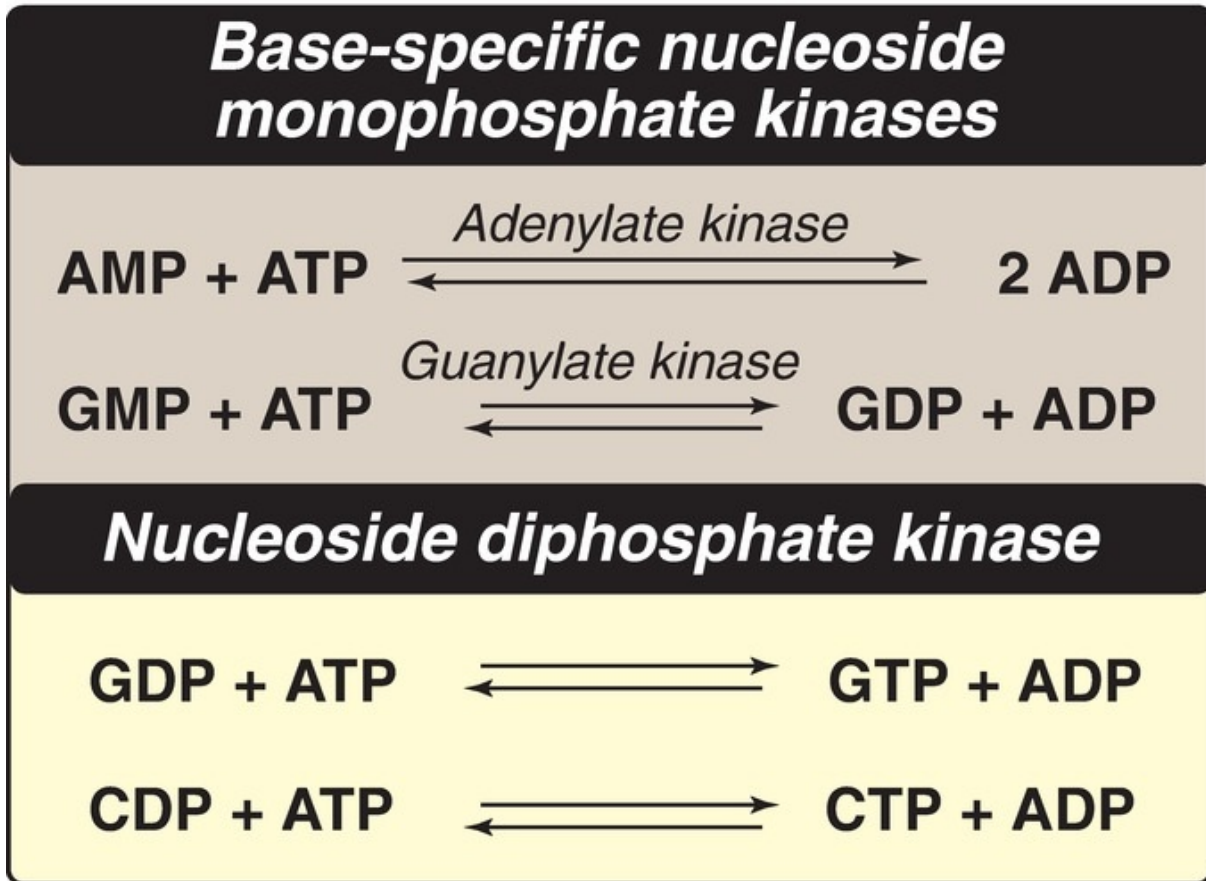 Base-specific nucleoside
monophosphate kinases
Adenylate kinase
AMP + ATP 2 ADP
Guanylate kinase
GMP + ATP GDP + ADP
Nucleoside diphosphate kinase
GDP + ATP GTP + ADP
CDP + ATP CTP + ADP